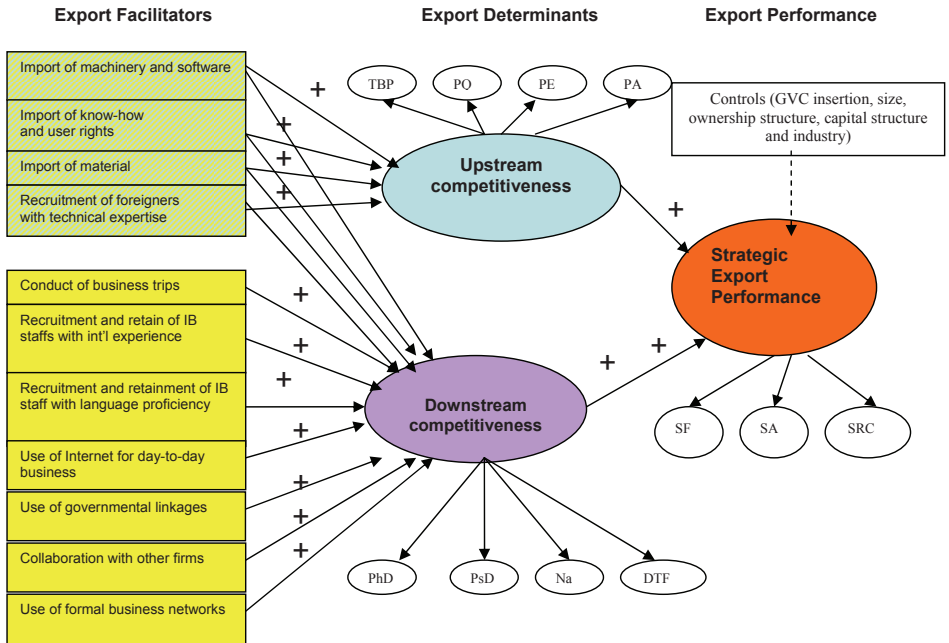 Export Facilitators
Export Determinants
Export Performance
Import of machinery and software
Import of know-how
and user rights
Import of material
Recruitment of foreigners
with technical expertise
Conduct of business trips
Recruitment and retain of IB
staffs with int'l experience
Recruitment and retainment of IB
staff with language proficiency
Use of Internet for day-to-day
business
Use of governmental linkages
Collaboration with other firms
Use of formal business networks
+
+
+
+
+
+
+
+
+
+
TBP
PQ
PE
PA
Upstream
competitiveness
Downstream
competitiveness
PhD
PsD
Na
DTF
+
+
+
Controls (GVC insertion, size,
ownership structure, capital structure
and industry)
Strategic
Export
Performance
SF
SA
SRC